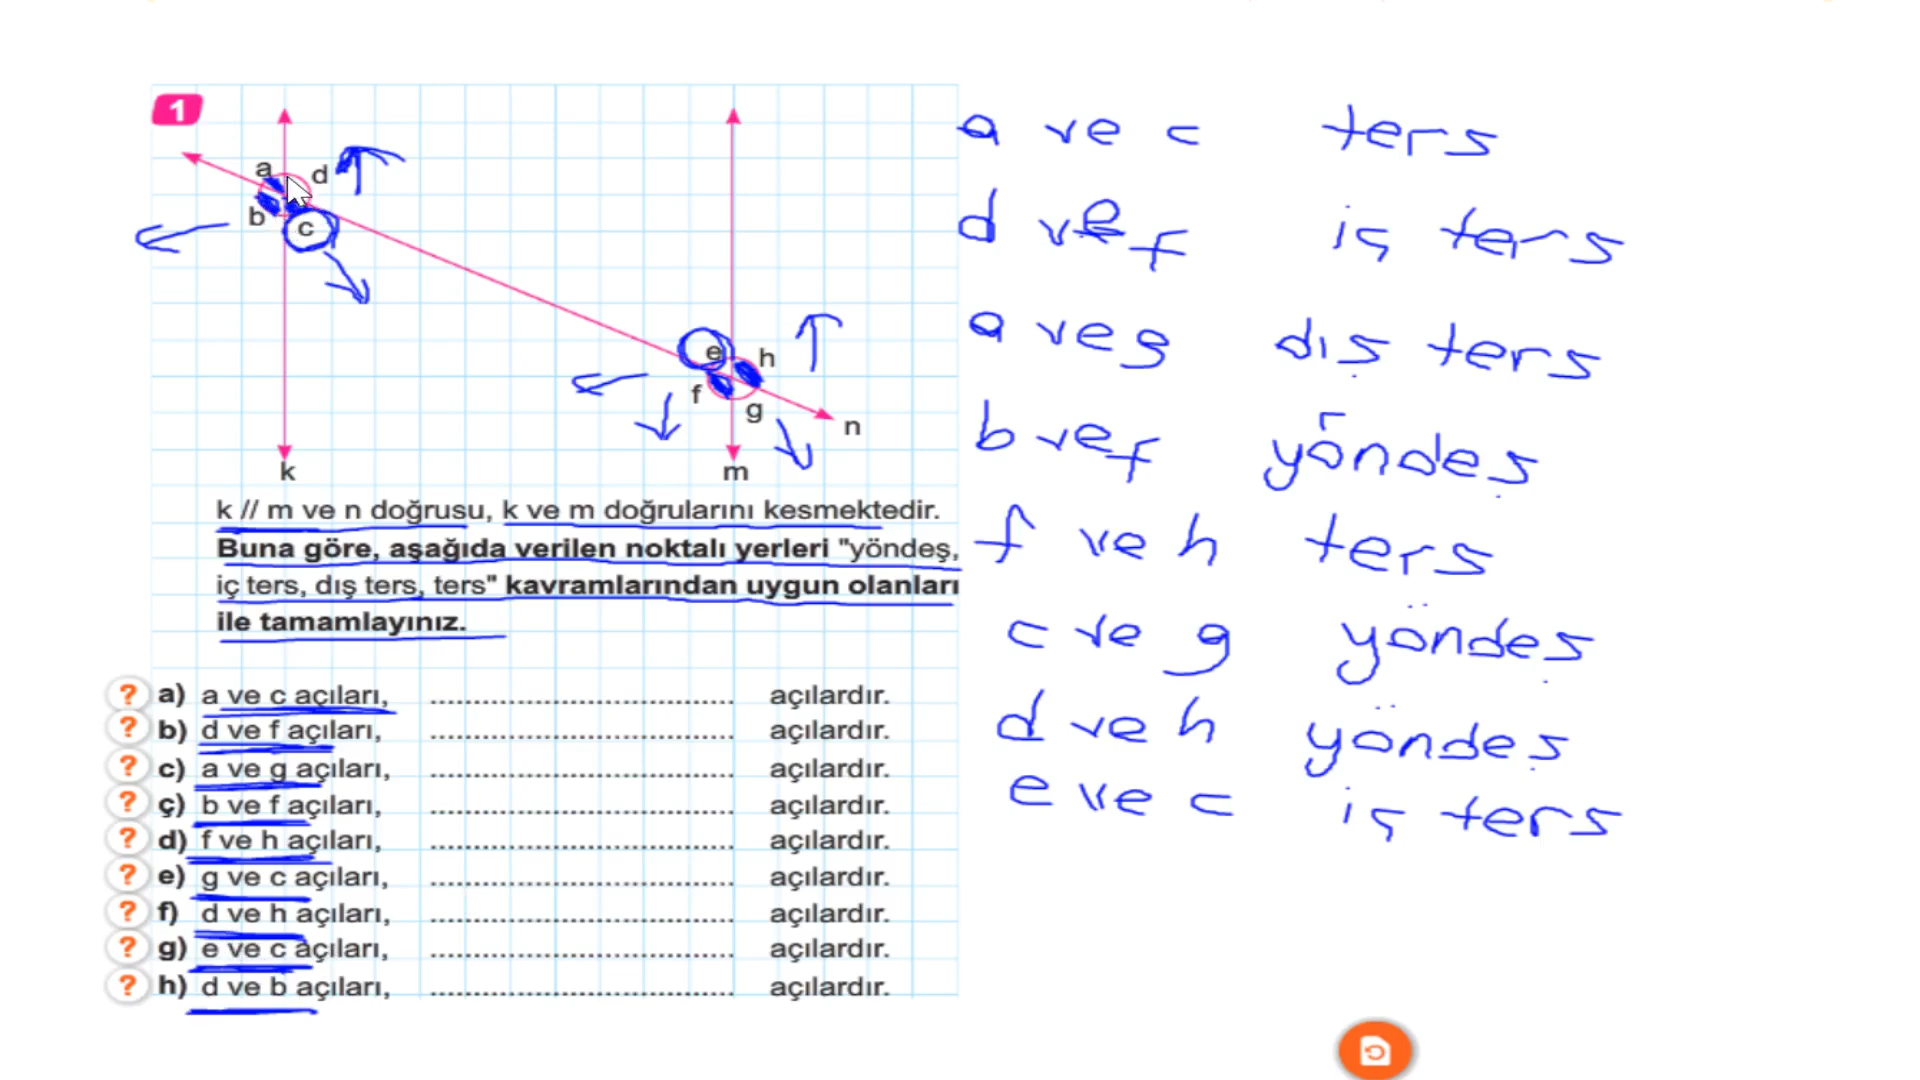 1
a d
b c
e h
f g
n
k m
k // m ve n doğrusu, k ve m doğrularını kesmektedir.
Buna göre, aşağıda verilen noktalı yerleri "yöndeş,
iç ters, dış ters, ters" kavramlarından uygun olanları
ile tamamlayınız.
? a) a ve c açıları, ................................... açılardır.
? b) d ve f açıları, ................................... açılardır.
? c) a ve g açıları, ................................... açılardır.
? ç) b ve f açıları, ................................... açılardır.
? d) f ve h açıları, ................................... açılardır.
? e) g ve c açıları, ................................... açılardır.
? f) d ve h açıları, ................................... açılardır.
? g) e ve c açıları, ................................... açılardır.
? h) d ve b açıları, ................................... açılardır.
a ve c ters
d ve f iç ters
a ve g dış ters
b ve f yöndeş
f ve h ters
c ve g yöndeş
d ve h yöndeş
e ve c iç ters